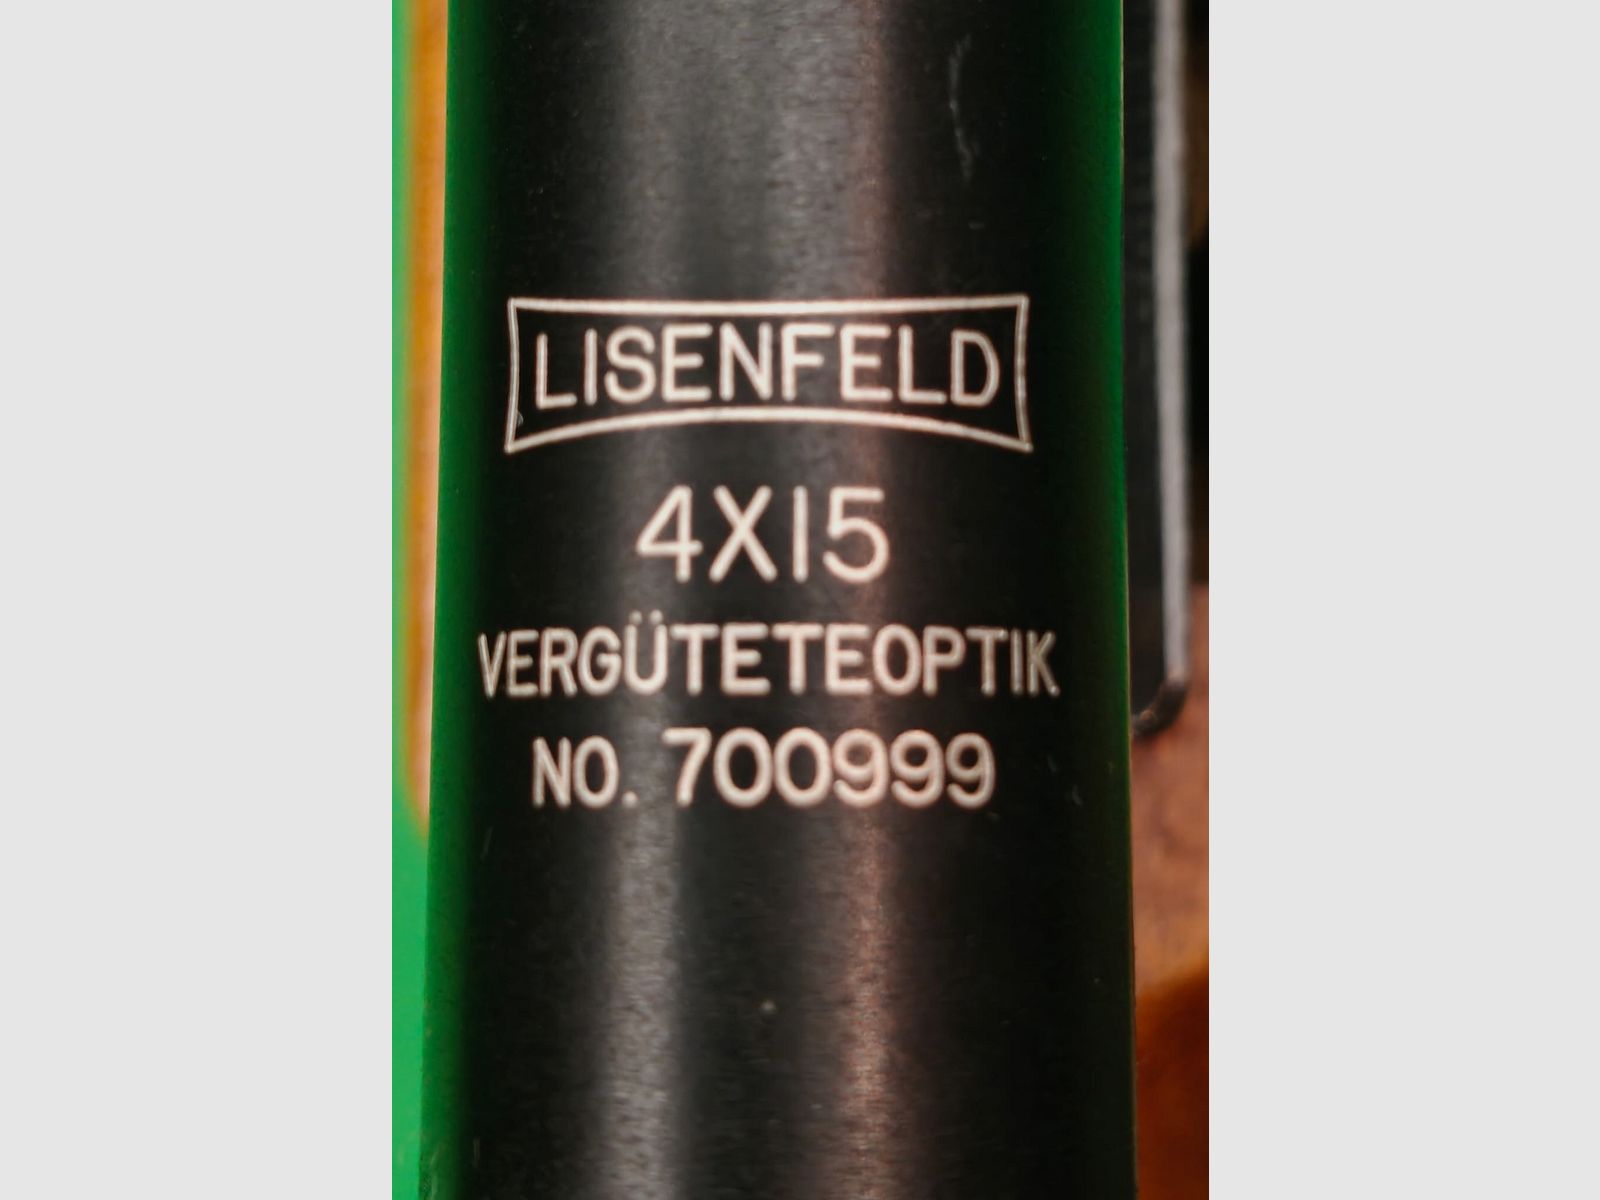 LISENFELD
4X15
VERGÜTETEOPTIK
NO. 700999